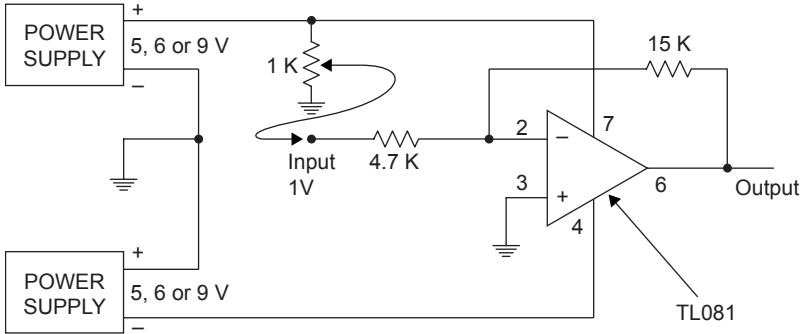 POWER
SUPPLY
+
5, 6 or 9 V
–
1 K
15 K
Input
1V
4.7 K
2
–
7
3
+
4
6
Output
POWER
SUPPLY
+
5, 6 or 9 V
–
TL081